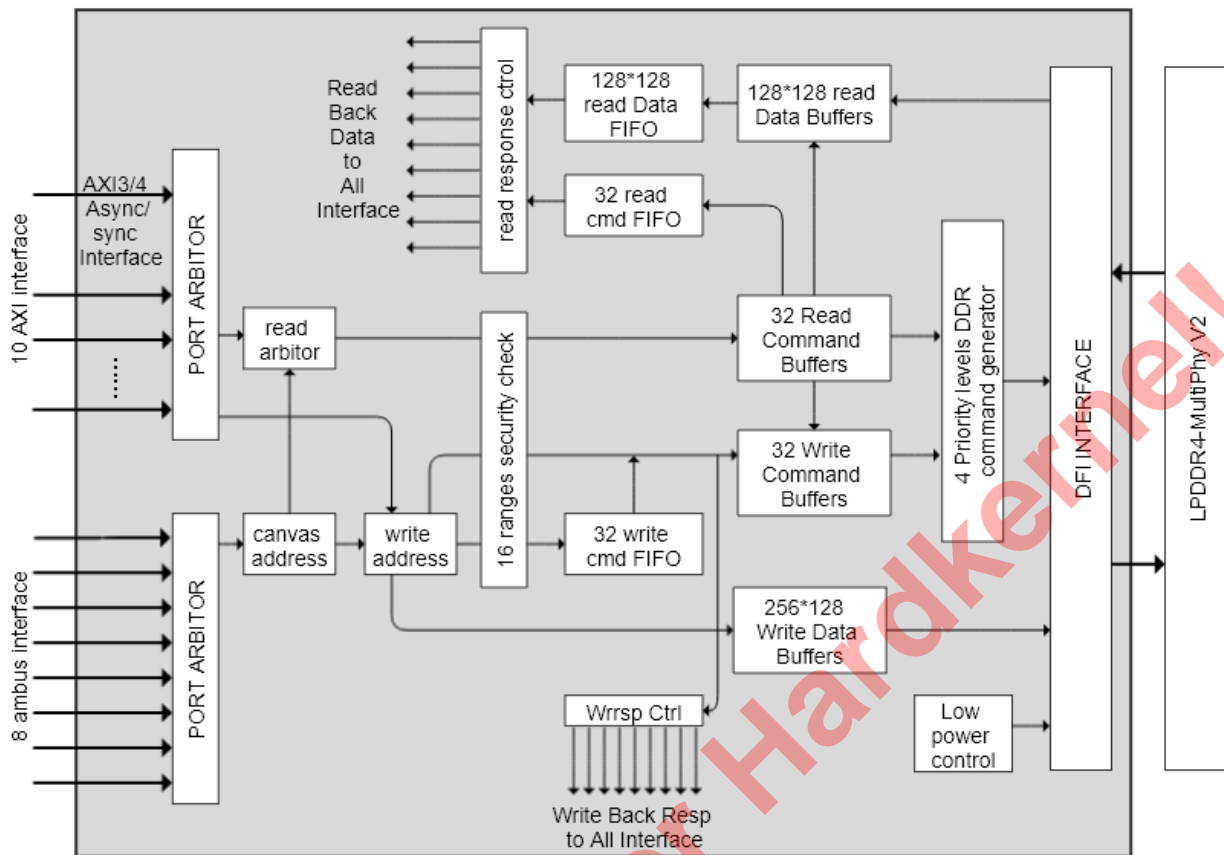 10 AXI interface
AXI3/4
Async/
sync
Interface
PORT ARBITOR
Read
Back
Data
to
All
Interface
read response ctrol
128*128
read Data
FIFO
128*128 read
Data Buffers
32 read
cmd FIFO
read
arbitor
16 ranges security check
32 Read
Command
Buffers
32 Write
Command
Buffers
4 Priority levels DDR
command generator
DFI INTERFACE
LPDDR4-MultiPhy V2
8 ambus interface
PORT ARBITOR
canvas
address
write
address
32 write
cmd FIFO
256*128
Write Data
Buffers
Wrrsp Ctrl
Low
power
control
Write Back Resp
to All Interface
Hardkernel!